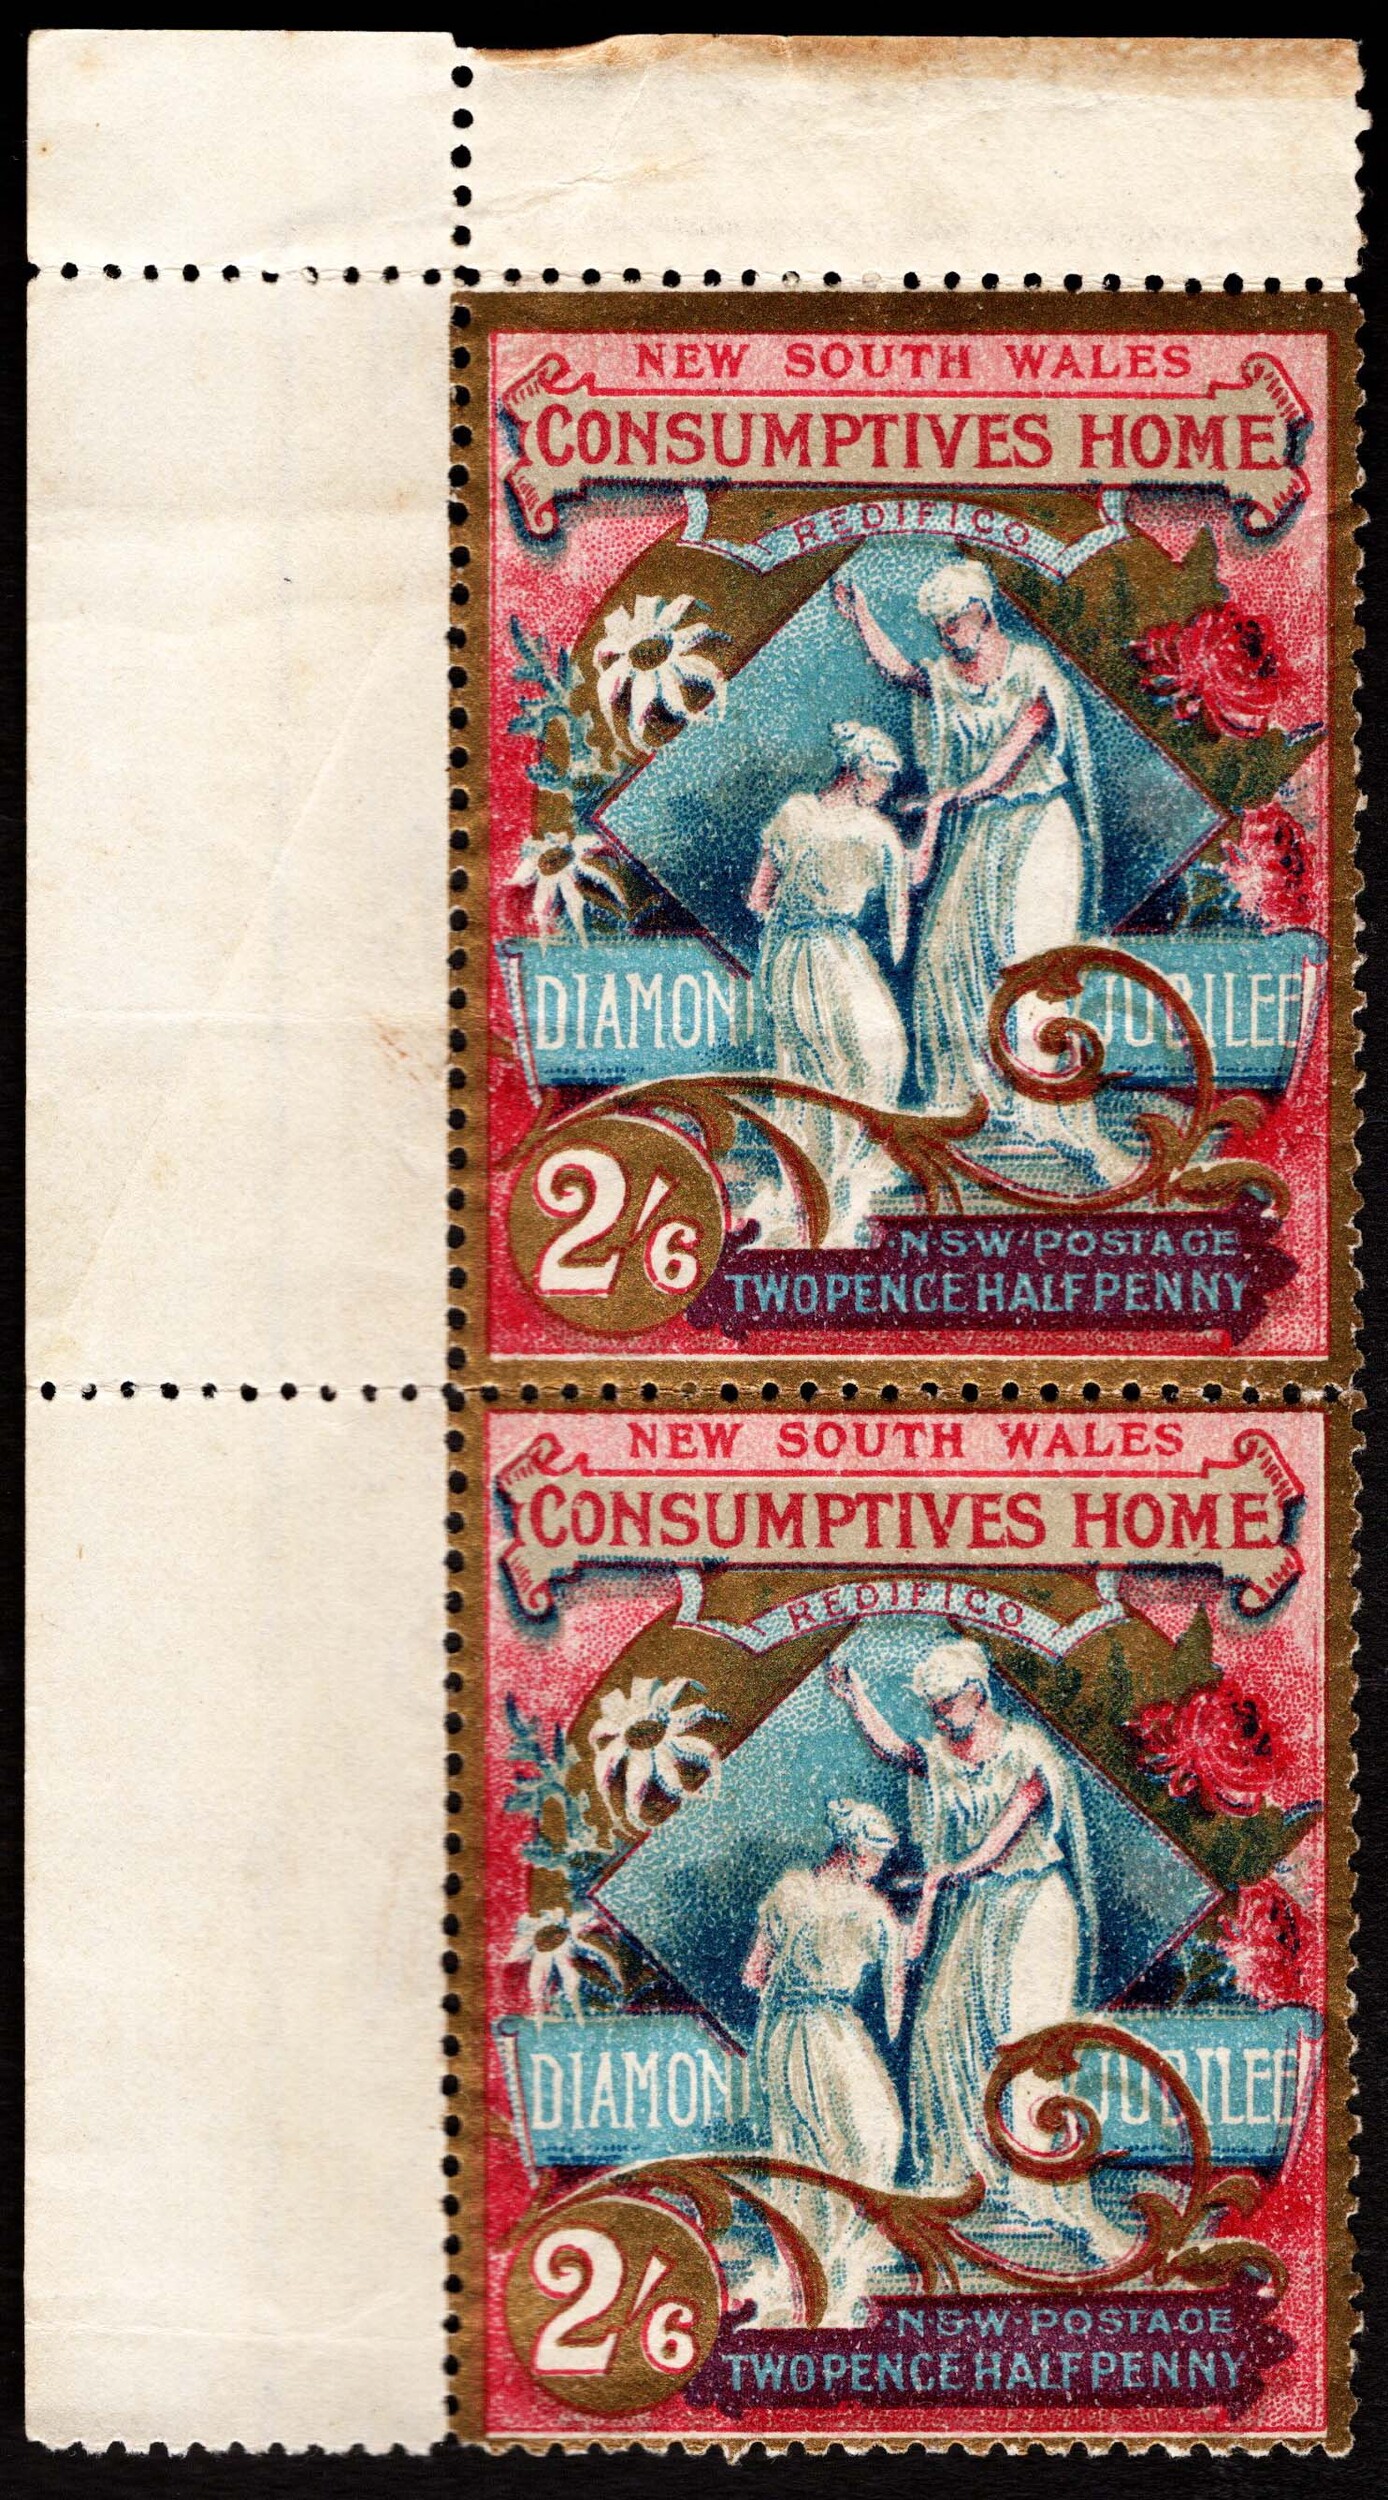 NEW SOUTH WALES
CONSUMPTIVES HOME
REDIFICO
DIAMON JUBILEE
2/6
N·S·W·POSTAGE
TWOPENCE HALFPENNY
NEW SOUTH WALES
CONSUMPTIVES HOME
REDIFICO
DIAMON JUBILEE
2/6
·N·S·W·POSTAGE
TWOPENCE HALFPENNY